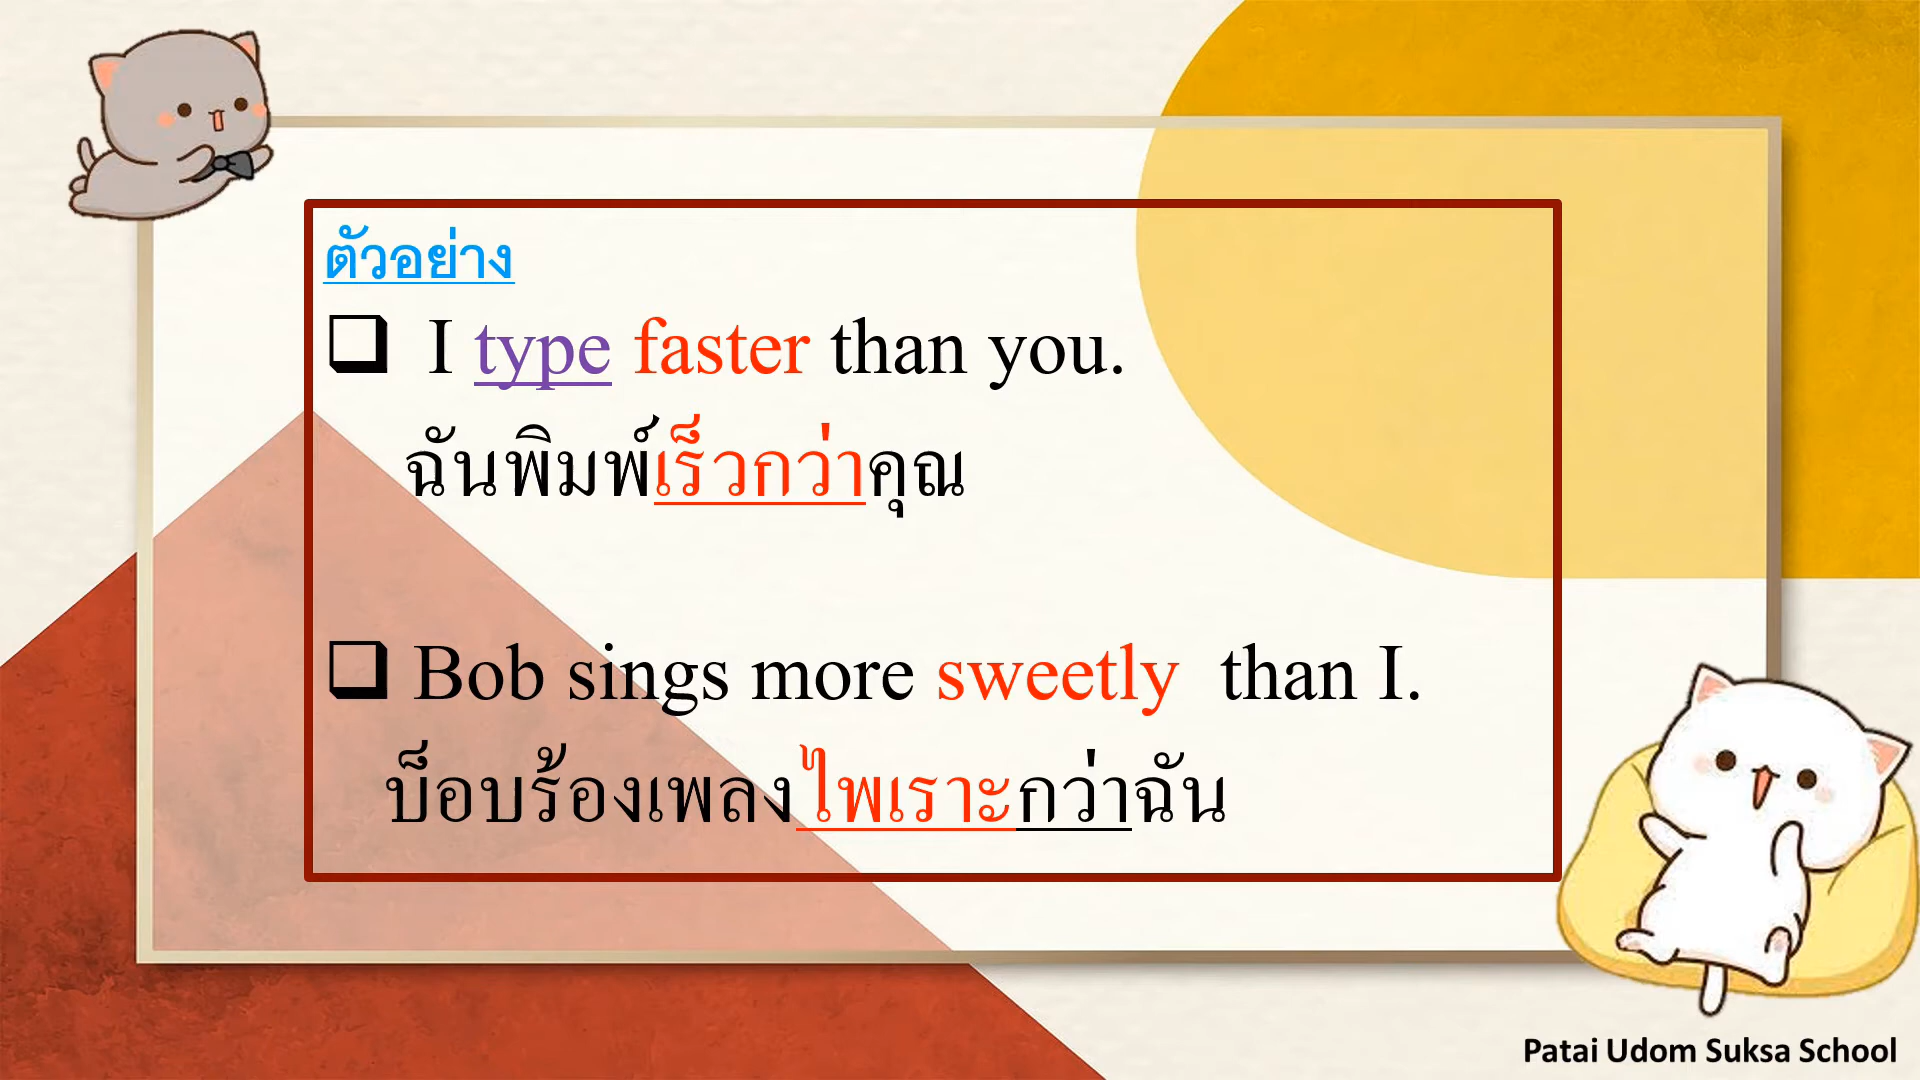 ตัวอย่าง
❑ I type faster than you.
ฉันพิมพ์เร็วกว่าคุณ
❑ Bob sings more sweetly than I.
บ็อบร้องเพลงไพเราะกว่าฉัน
Patai Udom Suksa School